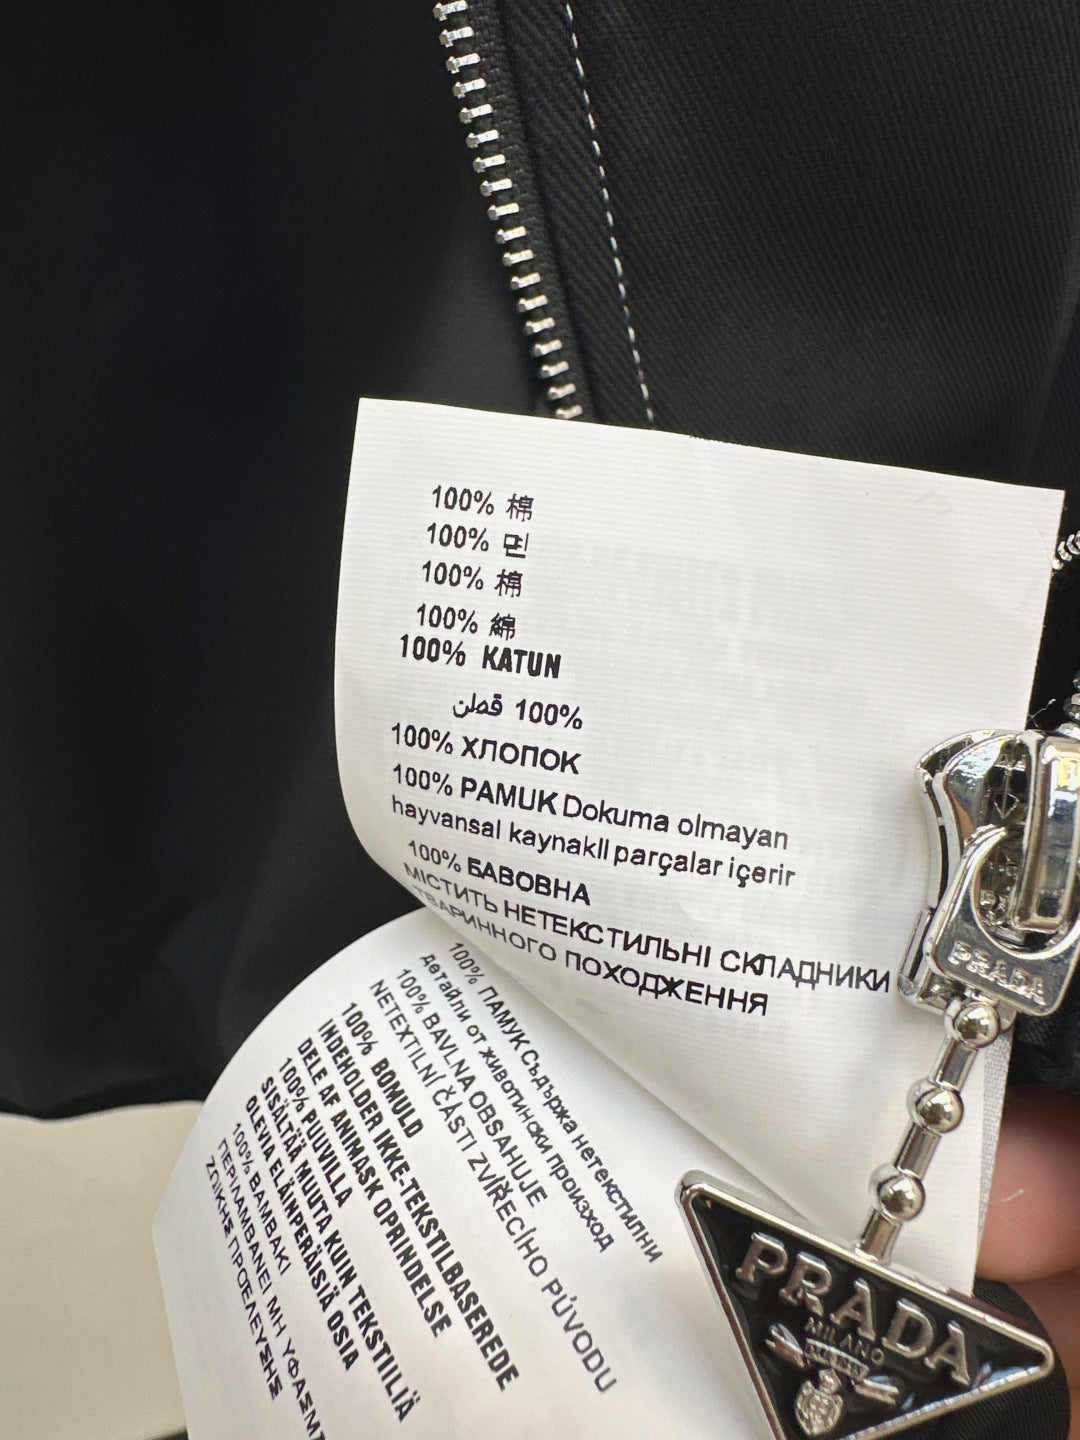 100% 棉
100% 면
100% 棉
100% 綿
100% KATUN
100% قطن
100% ХЛОПОК
100% PAMUK Dokuma olmayan
hayvansal kaynaklı parçalar içerir
100% БАВОВНА
МІСТИТЬ НЕТЕКСТИЛЬНІ СКЛАДНИКИ
ТВАРИННОГО ПОХОДЖЕННЯ
100% ПАМУК Съдържа нетекстилни
детайли от животински произход
100% BAVLNA OBSAHUJE
NETEXTILNÍ ČÁSTI ZVÍŘECÍHO PŮVODU
100% BOMULD
INDEHOLDER IKKE-TEKSTILBASEREDE
DELE AF ANIMASK OPRINDELSE
100% PUUVILLA
SISÄLTÄÄ MUUTA KUIN TEKSTIILIÄ
OLEVIA ELÄINPERÄISIÄ OSIA
100% ΒΑΜΒΑΚΙ
ΠΕΡΙΛΑΜΒΑΝΕΙ ΜΗ ΥΦΑΣΜ
ΖΩΙΚΗΣ ΠΡΟΕΛΕΥΣΗΣ
PRADA
PRADA
MILANO